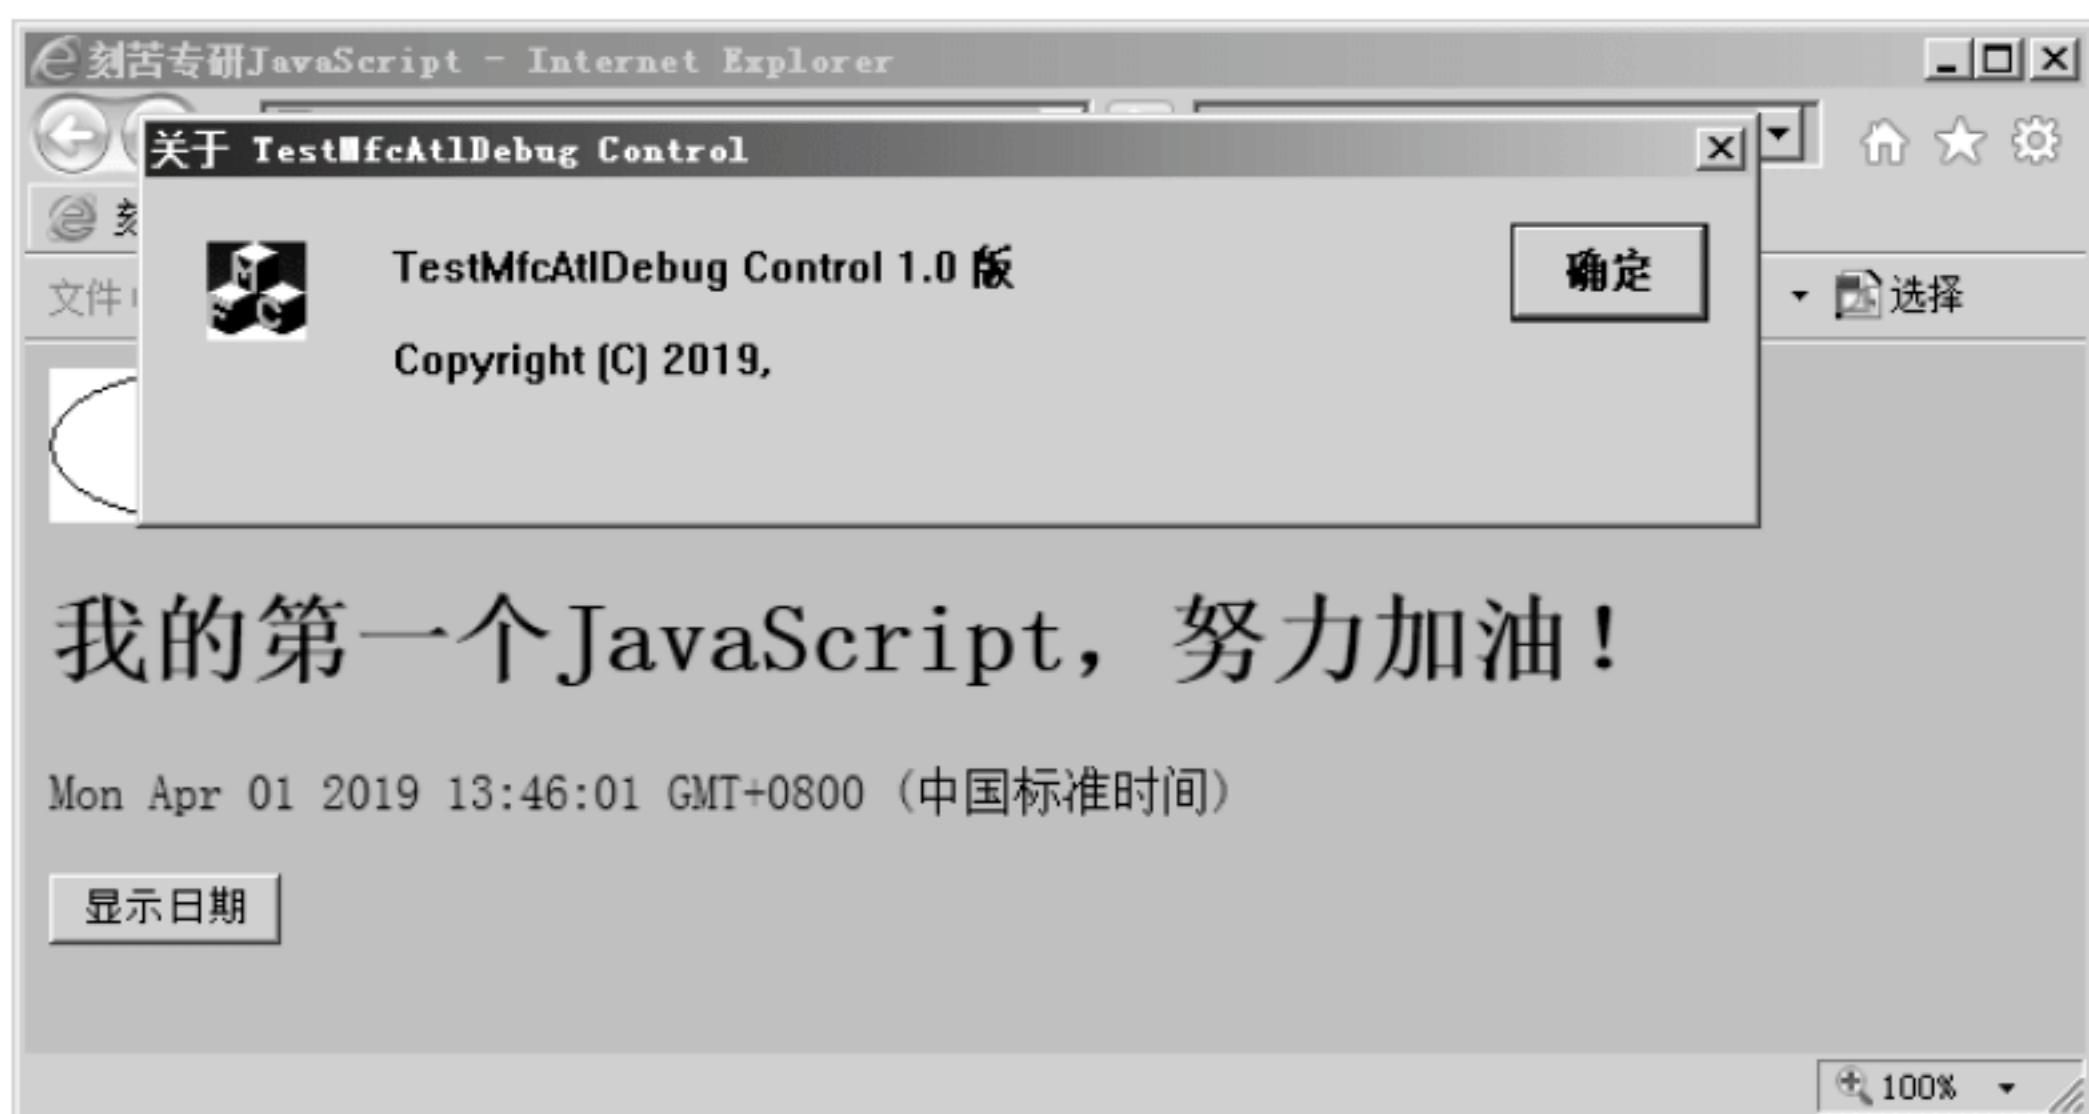 刻苦专研JavaScript - Internet Explorer
关于 TestMfcAtlDebug Control
TestMfcAtlDebug Control 1.0 版
确定
Copyright (C) 2019,
文件
选择
我的第一个JavaScript，努力加油！
Mon Apr 01 2019 13:46:01 GMT+0800 (中国标准时间)
显示日期
100%